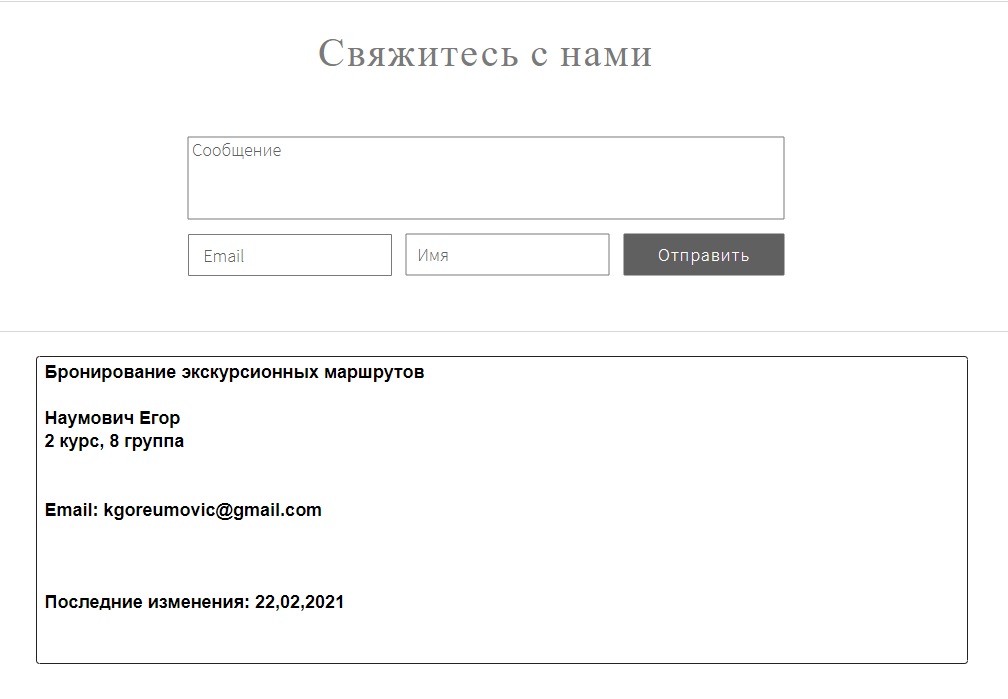 Свяжитесь с нами
Сообщение
Email
Имя
Отправить
Бронирование экскурсионных маршрутов
Наумович Егор
2 курс, 8 группа
Email: kgoreumovic@gmail.com
Последние изменения: 22,02,2021